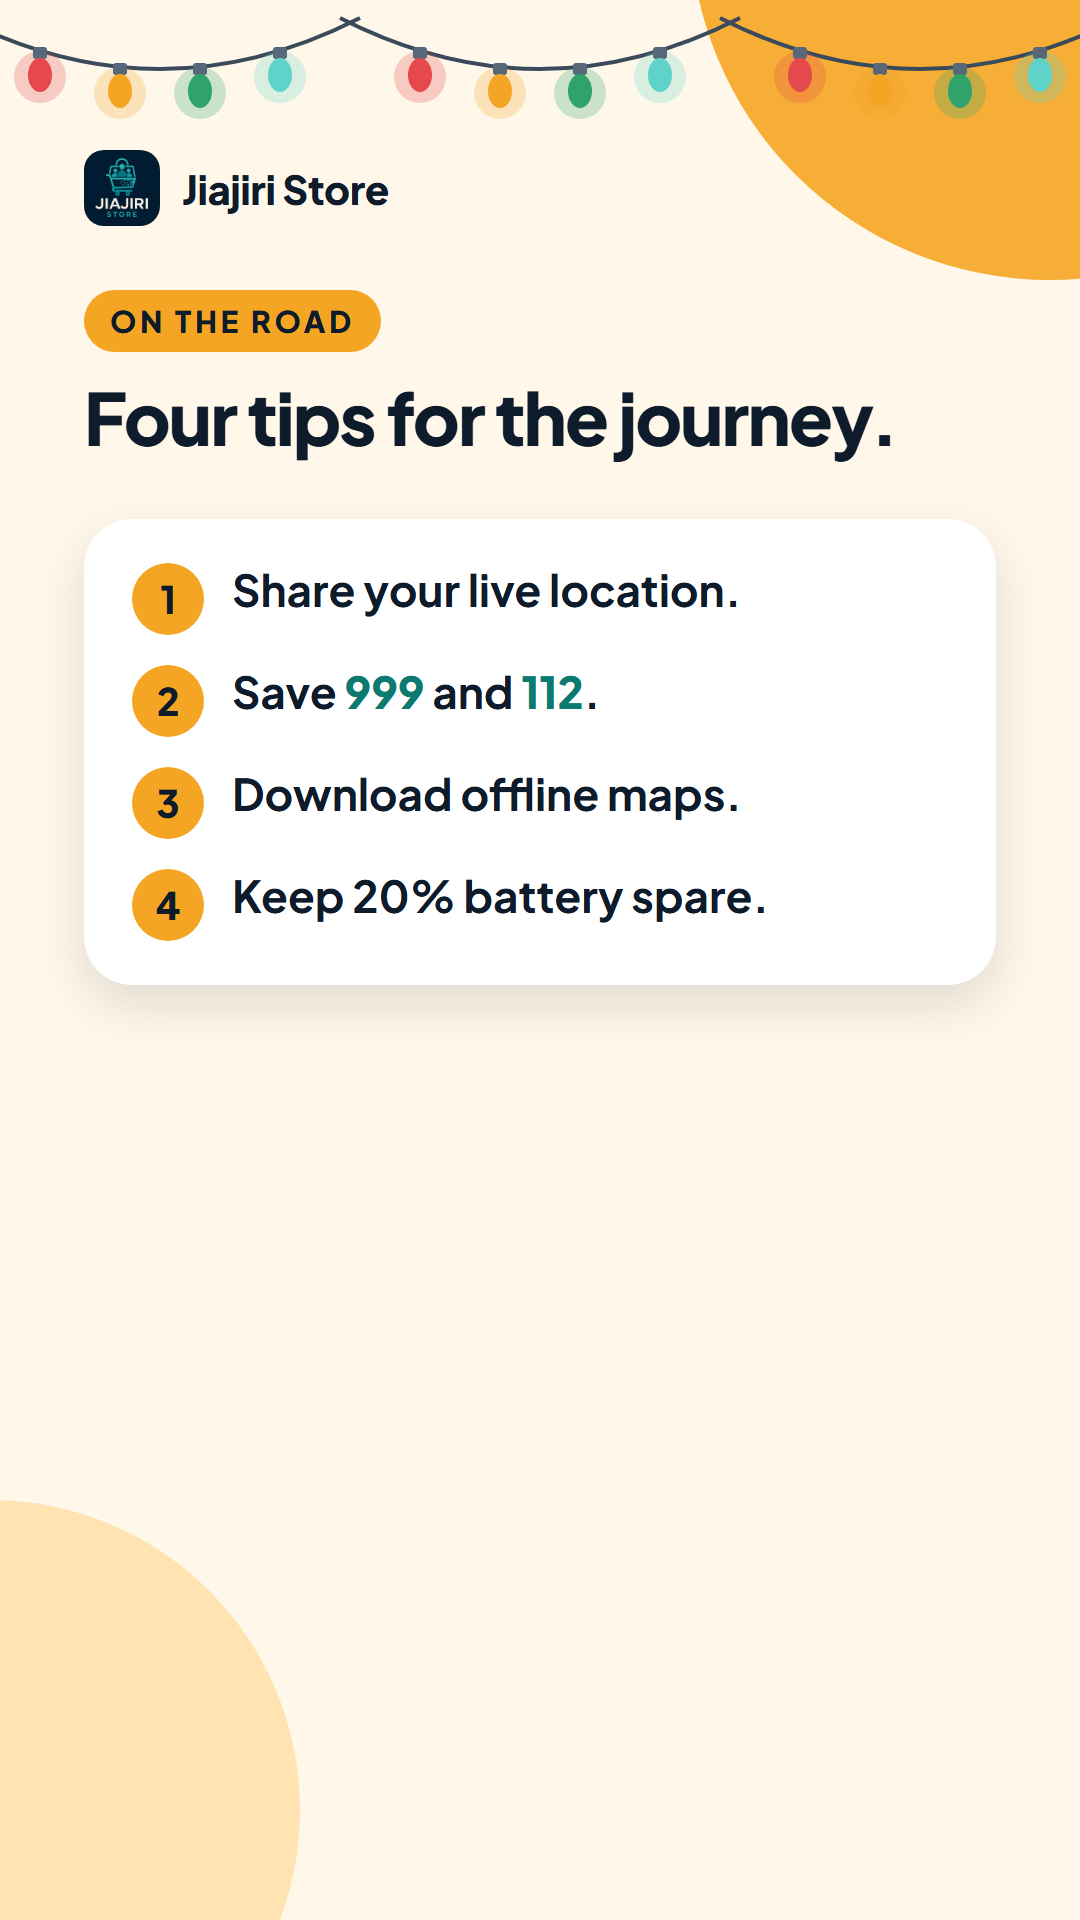 JIAJIRI
STORE
Jiajiri Store
ON THE ROAD
Four tips for the journey.
1 Share your live location.
2 Save 999 and 112.
3 Download offline maps.
4 Keep 20% battery spare.